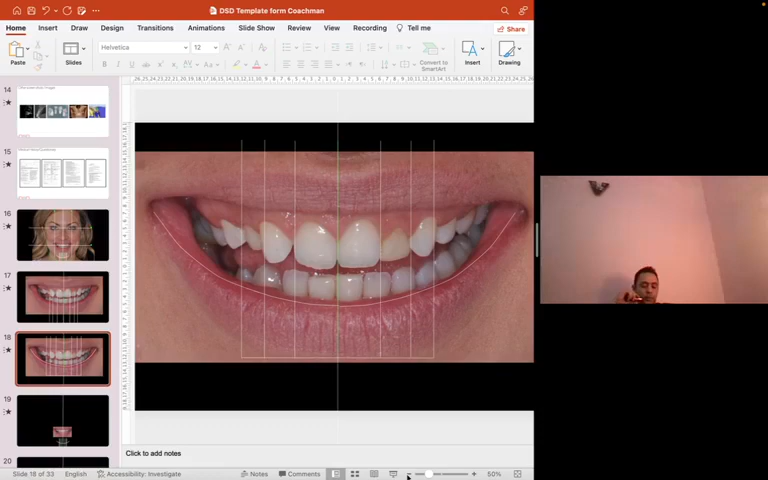 DSD Template form Coachman
Home Insert Draw Design Transitions Animations Slide Show Review View Recording Tell me
Share
Paste
Slides
Helvetica 12
Convert to
SmartArt
Insert
Drawing
14
15
16
17
18
19
20
Click to add notes
Slide 18 of 33 English Accessibility: Investigate Notes Comments 50%